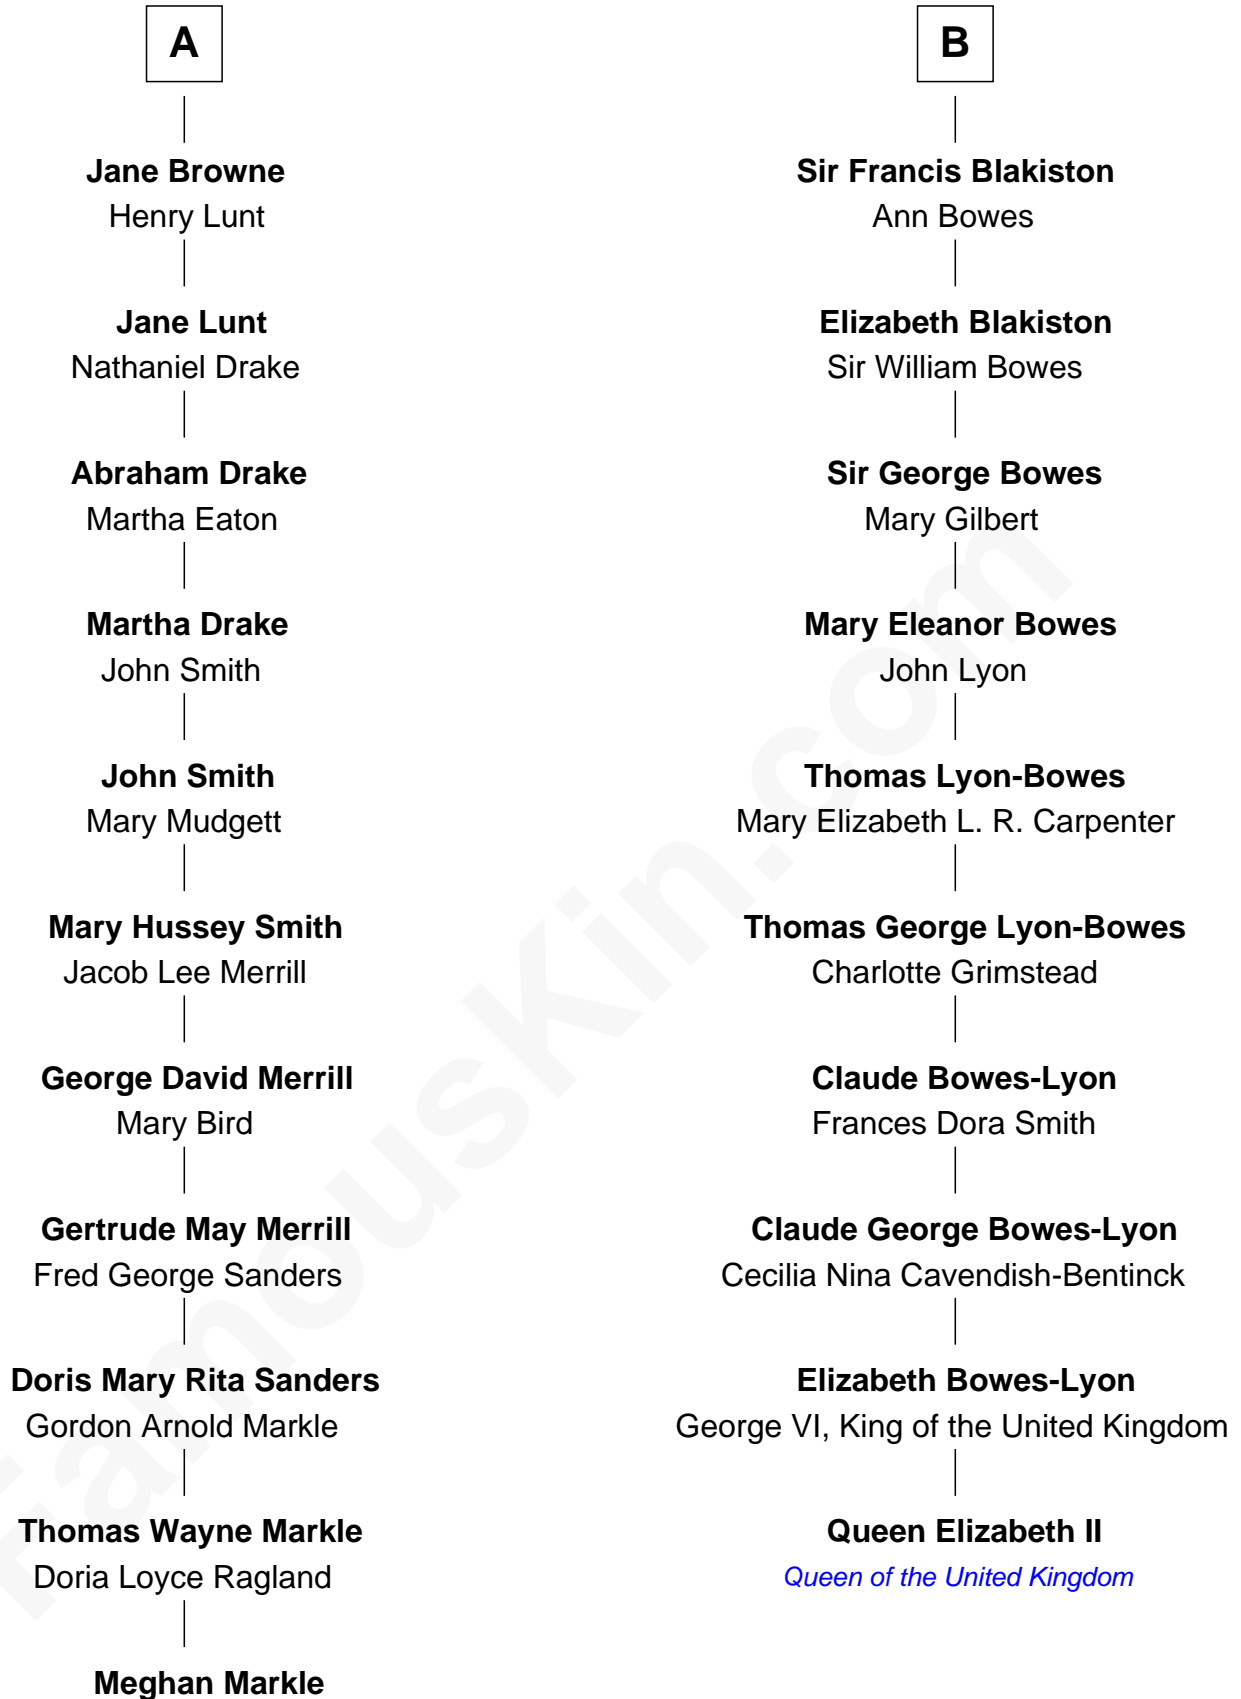 A
Jane Browne
Henry Lunt
Jane Lunt
Nathaniel Drake
Abraham Drake
Martha Eaton
Martha Drake
John Smith
John Smith
Mary Mudgett
Mary Hussey Smith
Jacob Lee Merrill
George David Merrill
Mary Bird
Gertrude May Merrill
Fred George Sanders
Doris Mary Rita Sanders
Gordon Arnold Markle
Thomas Wayne Markle
Doria Loyce Ragland
Meghan Markle
B
Sir Francis Blakiston
Ann Bowes
Elizabeth Blakiston
Sir William Bowes
Sir George Bowes
Mary Gilbert
Mary Eleanor Bowes
John Lyon
Thomas Lyon-Bowes
Mary Elizabeth L. R. Carpenter
Thomas George Lyon-Bowes
Charlotte Grimstead
Claude Bowes-Lyon
Frances Dora Smith
Claude George Bowes-Lyon
Cecilia Nina Cavendish-Bentinck
Elizabeth Bowes-Lyon
George VI, King of the United Kingdom
Queen Elizabeth II
Queen of the United Kingdom
FamousKin.com